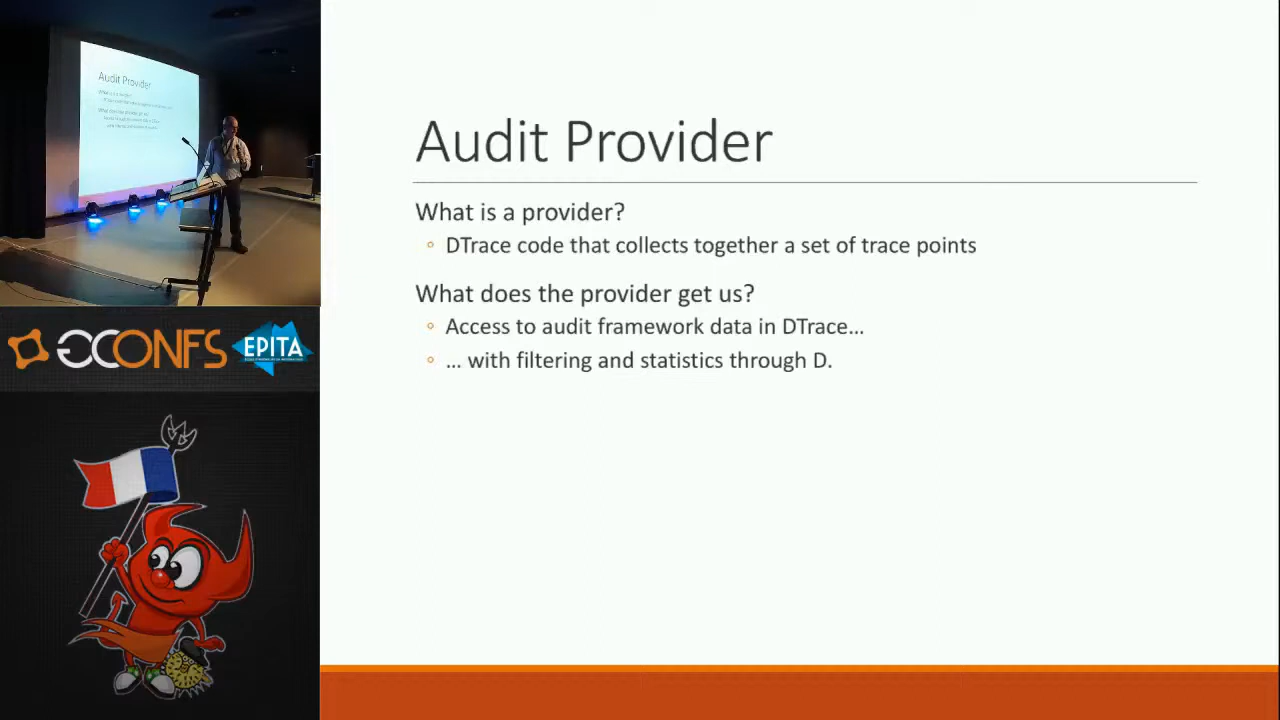 Audit Provider
What is a provider?
◦ DTrace code that collects together a set of trace points
What does the provider get us?
◦ Access to audit framework data in DTrace…
◦ … with filtering and statistics through D.
Audit Provider
GCONFS
EPITA